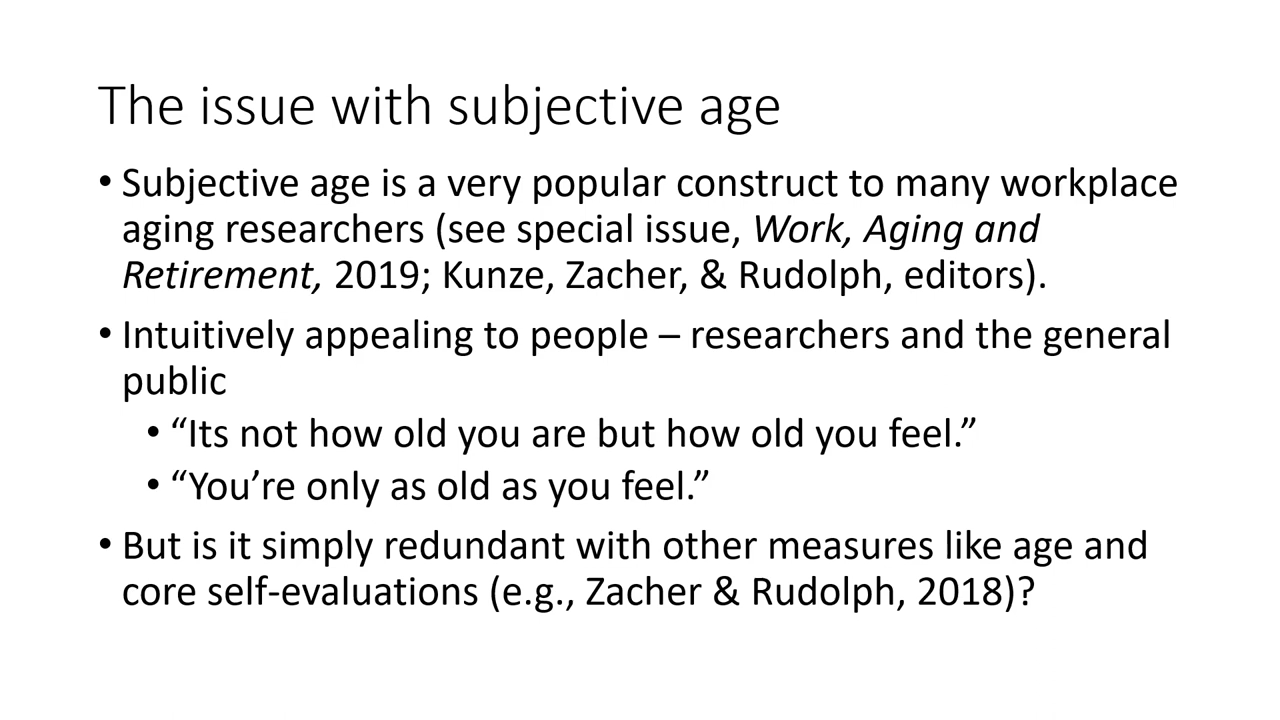 The issue with subjective age
• Subjective age is a very popular construct to many workplace
aging researchers (see special issue, Work, Aging and
Retirement, 2019; Kunze, Zacher, & Rudolph, editors).
• Intuitively appealing to people – researchers and the general
public
• “Its not how old you are but how old you feel.”
• “You’re only as old as you feel.”
• But is it simply redundant with other measures like age and
core self-evaluations (e.g., Zacher & Rudolph, 2018)?